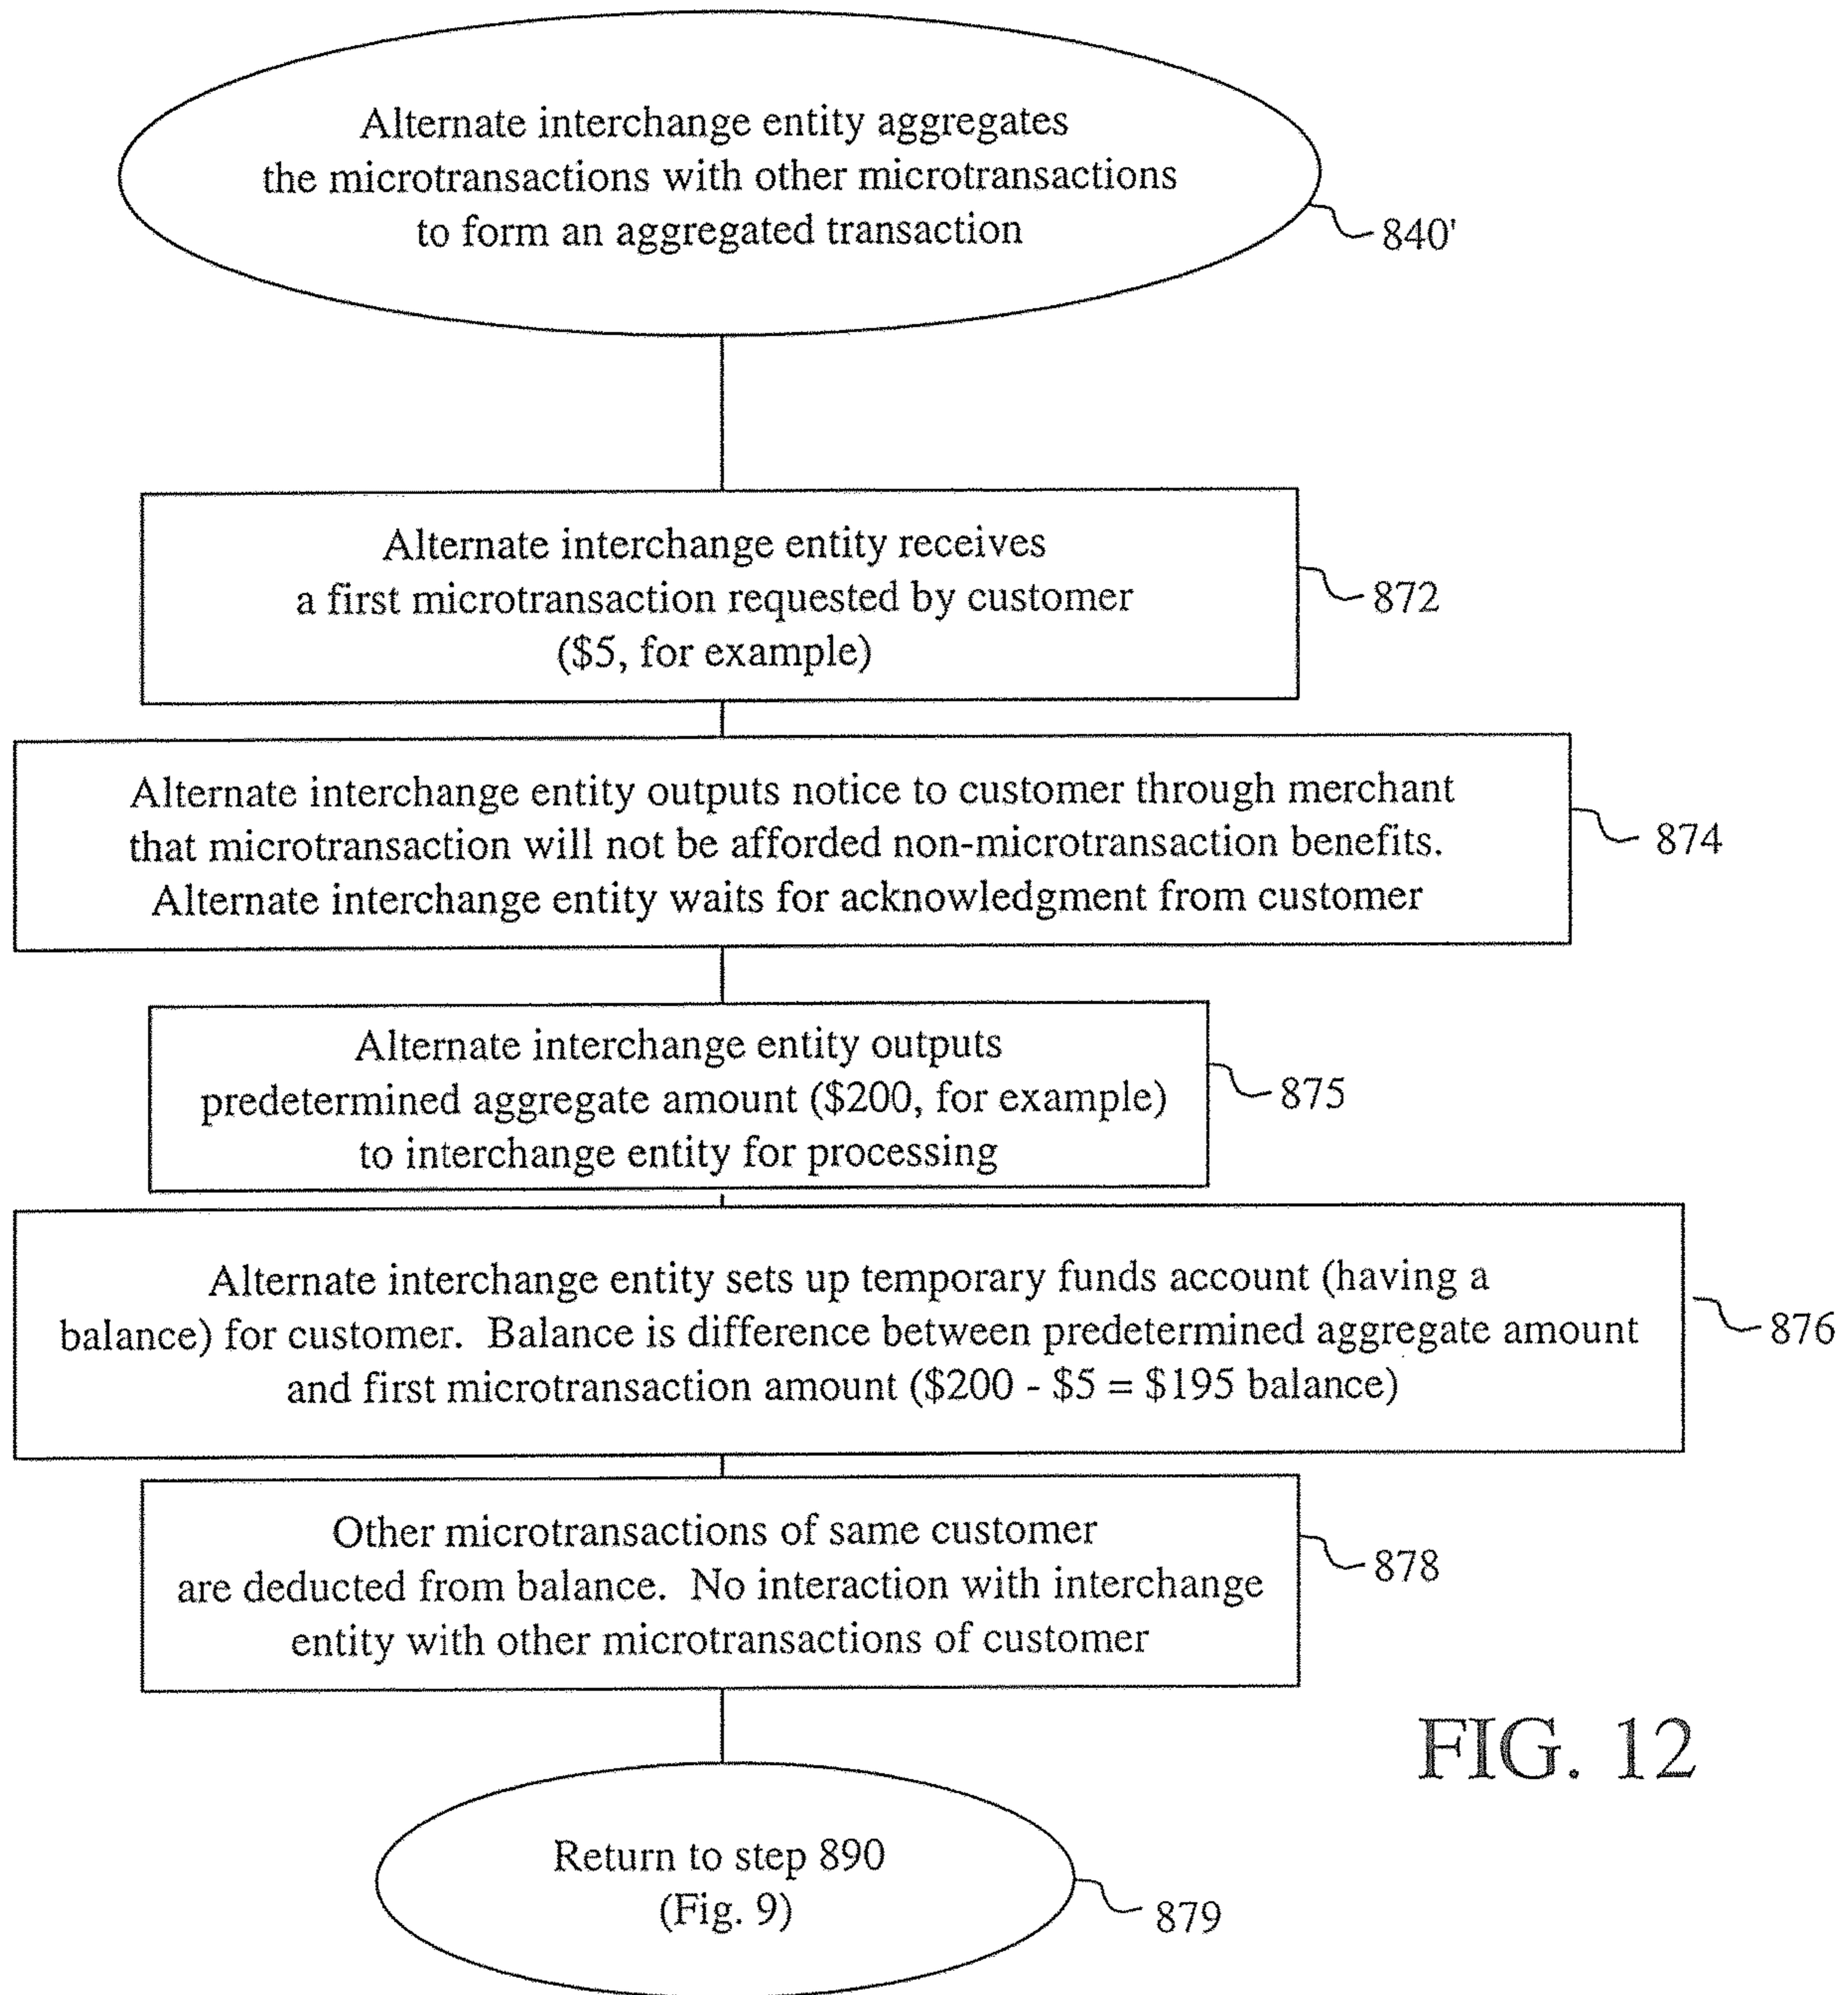 Alternate interchange entity aggregates
the microtransactions with other microtransactions
to form an aggregated transaction
840'
Alternate interchange entity receives
a first microtransaction requested by customer
($5, for example)
872
Alternate interchange entity outputs notice to customer through merchant
that microtransaction will not be afforded non-microtransaction benefits.
Alternate interchange entity waits for acknowledgment from customer
874
Alternate interchange entity outputs
predetermined aggregate amount ($200, for example)
to interchange entity for processing
875
Alternate interchange entity sets up temporary funds account (having a
balance) for customer. Balance is difference between predetermined aggregate amount
and first microtransaction amount ($200 - $5 = $195 balance)
876
Other microtransactions of same customer
are deducted from balance. No interaction with interchange
entity with other microtransactions of customer
878
FIG. 12
Return to step 890
(Fig. 9)
879